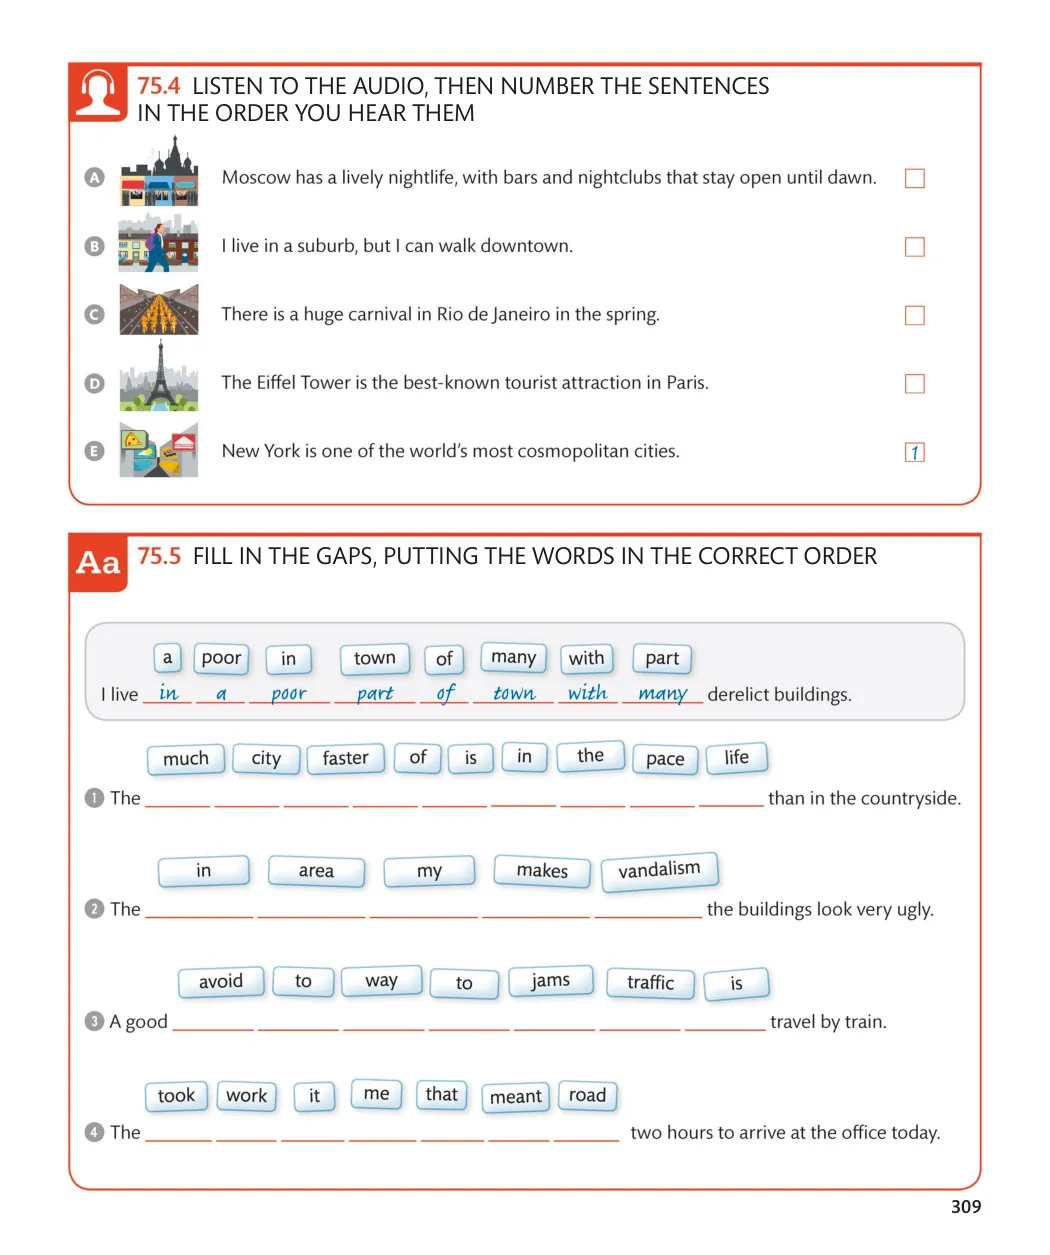 75.4 LISTEN TO THE AUDIO, THEN NUMBER THE SENTENCES
IN THE ORDER YOU HEAR THEM
A Moscow has a lively nightlife, with bars and nightclubs that stay open until dawn.
B I live in a suburb, but I can walk downtown.
C There is a huge carnival in Rio de Janeiro in the spring.
D The Eiffel Tower is the best-known tourist attraction in Paris.
E New York is one of the world's most cosmopolitan cities. 1
Aa 75.5 FILL IN THE GAPS, PUTTING THE WORDS IN THE CORRECT ORDER
a poor in town of many with part
I live in a poor part of town with many derelict buildings.
much city faster of is in the pace life
1 The than in the countryside.
in area my makes vandalism
2 The the buildings look very ugly.
avoid to way to jams traffic is
3 A good travel by train.
took work it me that meant road
4 The two hours to arrive at the office today.
309